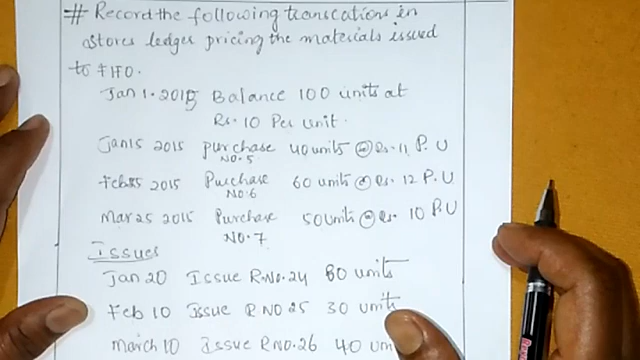 # Record the following transcations in
stores ledger pricing the materials issued
to FIFO.
Jan 1. 2015 Balance 100 units at
Rs. 10 Per unit.
Jan15 2015 purchase 40 units @ Rs. 11 P.U
NO.5
Feb 2015 Purchase 60 units @ Rs. 12 P.U
NO.6
Mar 25 2015 Purchase 50 units @ Rs. 10 P.U
NO.7
Issues
Jan 20 Issue R.No. 24 80 units
Feb 10 Issue R NO 25 30 units
March 10 Issue R NO. 26 40